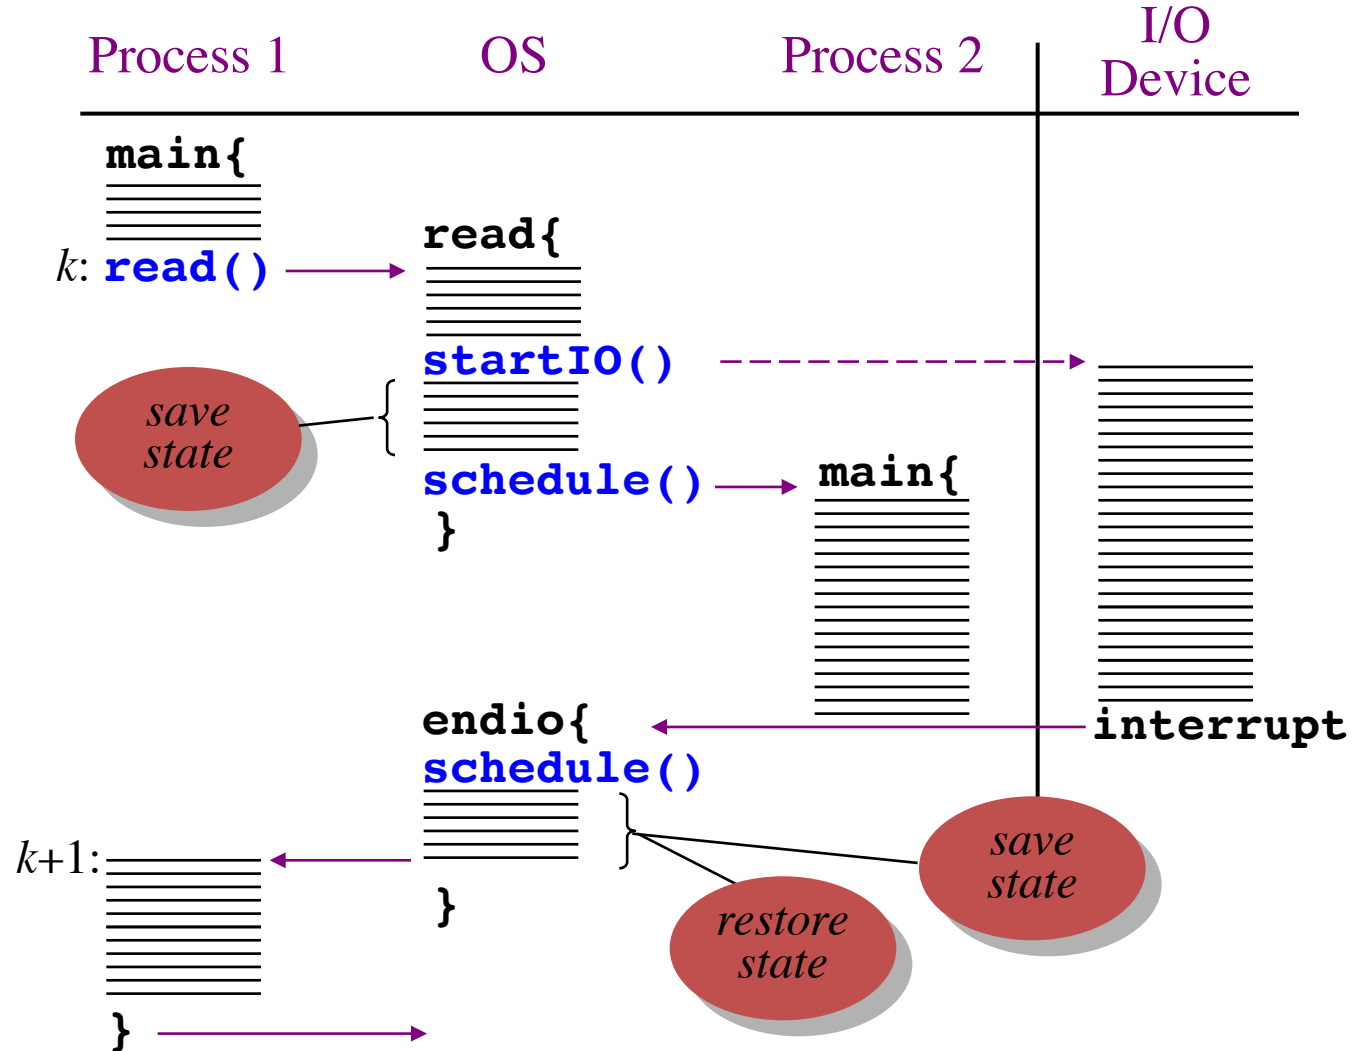 Process 1
OS
Process 2
I/O
Device
main{
k: read()
read{
startIO()
save
state
schedule()
main{
}
endio{
interrupt
schedule()
k+1:
save
state
}
restore
state
}